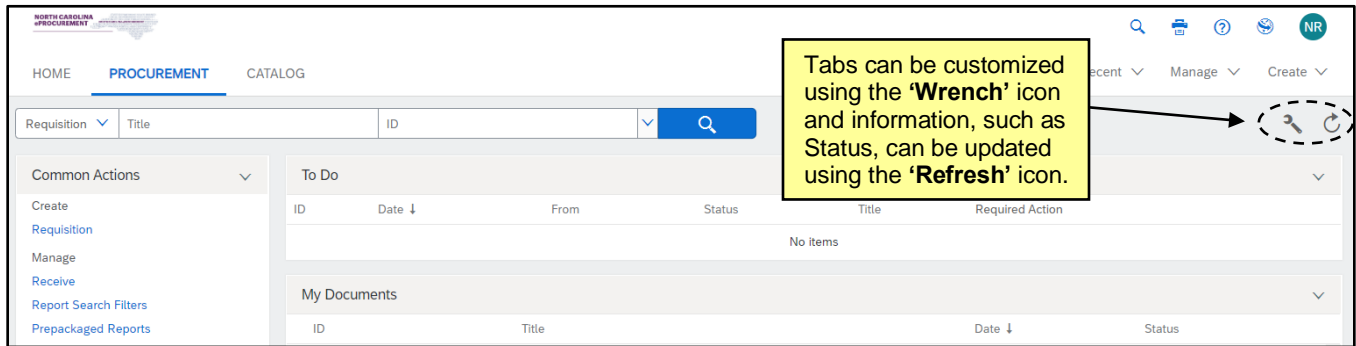 NORTH CAROLINA
ePROCUREMENT
NR
HOME PROCUREMENT CATALOG
ecent Manage Create
Tabs can be customized
using the ‘Wrench’ icon
and information, such as
Status, can be updated
using the ‘Refresh’ icon.
Requisition Title ID
Common Actions
Create
Requisition
Manage
Receive
Report Search Filters
Prepackaged Reports
To Do
ID Date ↓ From Status Title Required Action
No items
My Documents
ID Title Date ↓ Status